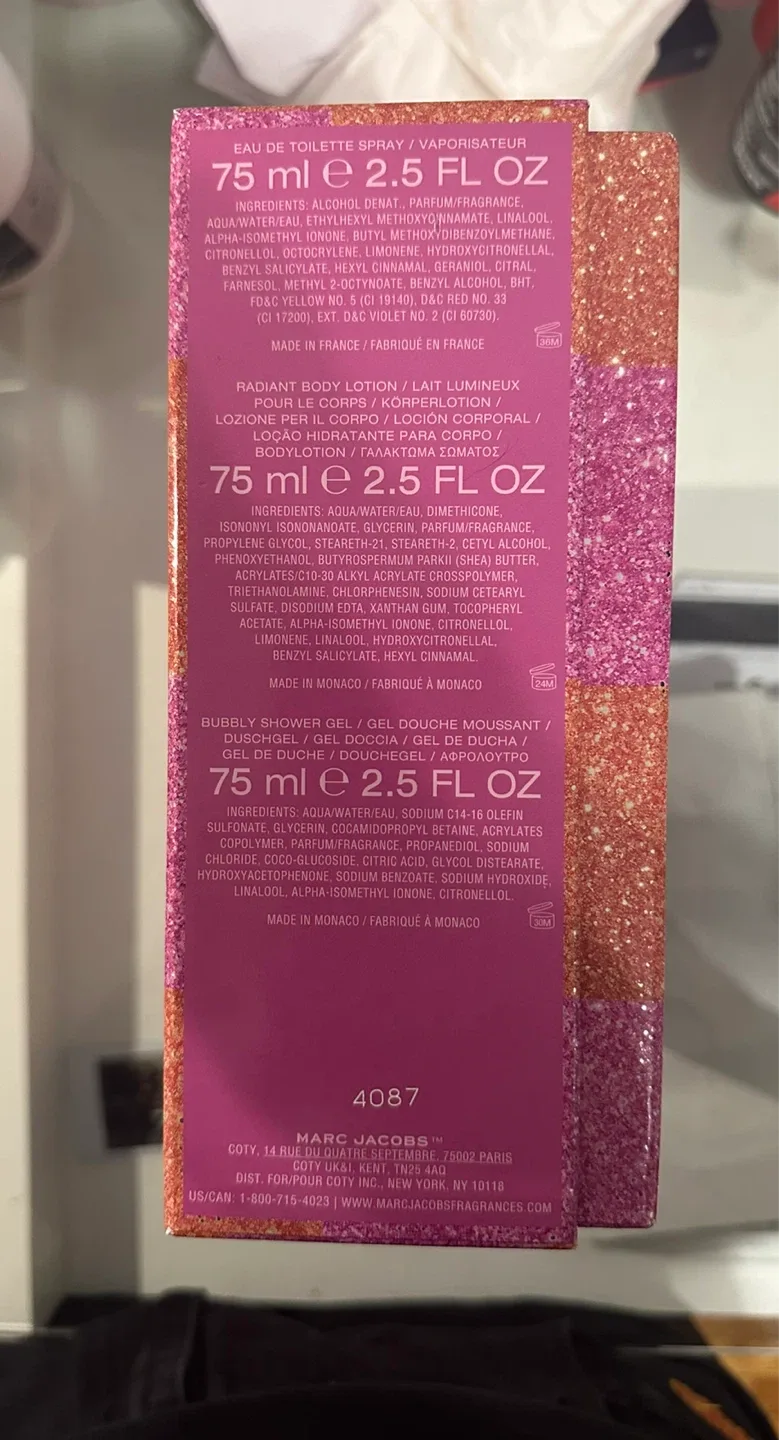 EAU DE TOILETTE SPRAY / VAPORISATEUR
75 ml ℮ 2.5 FL OZ
INGREDIENTS: ALCOHOL DENAT., PARFUM/FRAGRANCE,
AQUA/WATER/EAU, ETHYLHEXYL METHOXYCINNAMATE, LINALOOL,
ALPHA-ISOMETHYL IONONE, BUTYL METHOXYDIBENZOYLMETHANE,
CITRONELLOL, OCTOCRYLENE, LIMONENE, HYDROXYCITRONELLAL,
BENZYL SALICYLATE, HEXYL CINNAMAL, GERANIOL, CITRAL,
FARNESOL, METHYL 2-OCTYNOATE, BENZYL ALCOHOL, BHT,
FD&C YELLOW NO. 5 (CI 19140), D&C RED NO. 33
(CI 17200), EXT. D&C VIOLET NO. 2 (CI 60730).
36M
MADE IN FRANCE / FABRIQUÉ EN FRANCE
RADIANT BODY LOTION / LAIT LUMINEUX
POUR LE CORPS / KÖRPERLOTION /
LOZIONE PER IL CORPO / LOCIÓN CORPORAL /
LOÇÃO HIDRATANTE PARA CORPO /
BODYLOTION / ΓΑΛΑΚΤΩΜΑ ΣΩΜΑΤΟΣ
75 ml ℮ 2.5 FL OZ
INGREDIENTS: AQUA/WATER/EAU, DIMETHICONE,
ISONONYL ISONONANOATE, GLYCERIN, PARFUM/FRAGRANCE,
PROPYLENE GLYCOL, STEARETH-21, STEARETH-2, CETYL ALCOHOL,
PHENOXYETHANOL, BUTYROSPERMUM PARKII (SHEA) BUTTER,
ACRYLATES/C10-30 ALKYL ACRYLATE CROSSPOLYMER,
TRIETHANOLAMINE, CHLORPHENESIN, SODIUM CETEARYL
SULFATE, DISODIUM EDTA, XANTHAN GUM, TOCOPHERYL
ACETATE, ALPHA-ISOMETHYL IONONE, CITRONELLOL,
LIMONENE, LINALOOL, HYDROXYCITRONELLAL,
BENZYL SALICYLATE, HEXYL CINNAMAL.
MADE IN MONACO / FABRIQUÉ À MONACO
24M
BUBBLY SHOWER GEL / GEL DOUCHE MOUSSANT /
DUSCHGEL / GEL DOCCIA / GEL DE DUCHA /
GEL DE DUCHE / DOUCHEGEL / ΑΦΡΟΛΟΥΤΡΟ
75 ml ℮ 2.5 FL OZ
INGREDIENTS: AQUA/WATER/EAU, SODIUM C14-16 OLEFIN
SULFONATE, GLYCERIN, COCAMIDOPROPYL BETAINE, ACRYLATES
COPOLYMER, PARFUM/FRAGRANCE, PROPANEDIOL, SODIUM
CHLORIDE, COCO-GLUCOSIDE, CITRIC ACID, GLYCOL DISTEARATE,
HYDROXYACETOPHENONE, SODIUM BENZOATE, SODIUM HYDROXIDE,
LINALOOL, ALPHA-ISOMETHYL IONONE, CITRONELLOL.
MADE IN MONACO / FABRIQUÉ À MONACO
4087
MARC JACOBS™
COTY, 14 RUE DU QUATRE SEPTEMBRE, 75002 PARIS
COTY UK&I, KENT, TN25 4AQ
DIST. FOR/POUR COTY INC., NEW YORK, NY 10118
US/CAN: 1-800-715-4023 | WWW.MARCJACOBSFRAGRANCES.COM